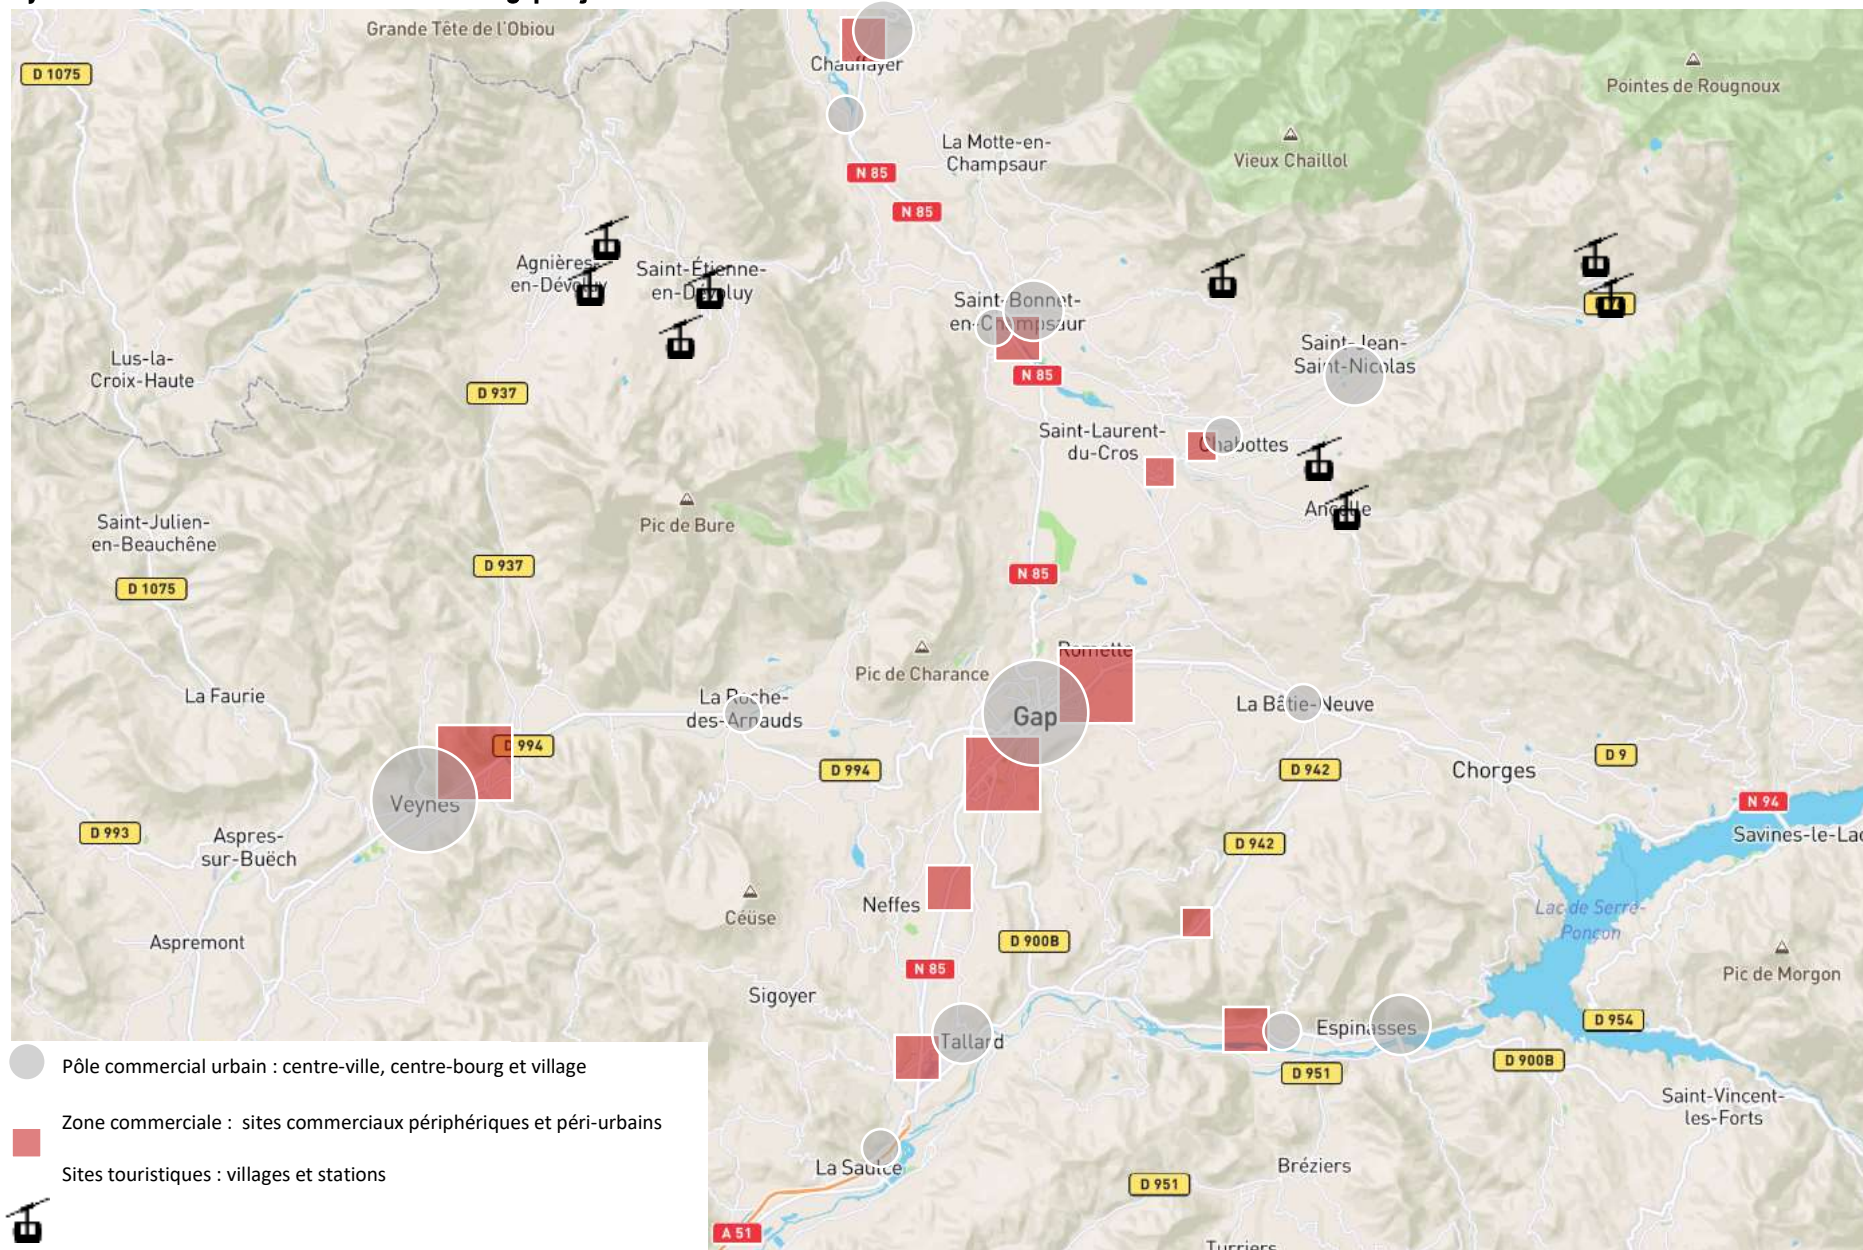 Grande Tête de l'Obiou
D 1075
Chauffayer
Pointes de Rougnoux
La Motte-en-
Champsaur
Vieux Chaillol
N 85
N 85
Agnières-
en-Dévoluy
Saint-Étienne-
en-Dévoluy
Saint-Bonnet-
en-Champsaur
Saint-Jean-
Saint-Nicolas
Lus-la-
Croix-Haute
D 937
N 85
Saint-Laurent-
du-Cros
Chabottes
Ancelle
Pic de Bure
Saint-Julien-
en-Beauchêne
D 937
N 85
D 1075
Romette
Pic de Charance
La Faurie
La Roche-
des-Arnauds
Gap
La Bâtie-Neuve
D 994
D 994
D 942
Chorges
D 9
Veynes
N 94
D 993
Aspres-
sur-Buëch
D 942
Savines-le-Lac
Céüse
Neffes
Lac de Serre-
Ponçon
Aspremont
D 900B
N 85
Pic de Morgon
Sigoyer
Tallard
Espinasses
D 954
D 900B
D 951
Saint-Vincent-
les-Forts
La Saulce
Bréziers
D 951
A 51
Turriers
Pôle commercial urbain : centre-ville, centre-bourg et village
Zone commerciale : sites commerciaux périphériques et péri-urbains
Sites touristiques : villages et stations